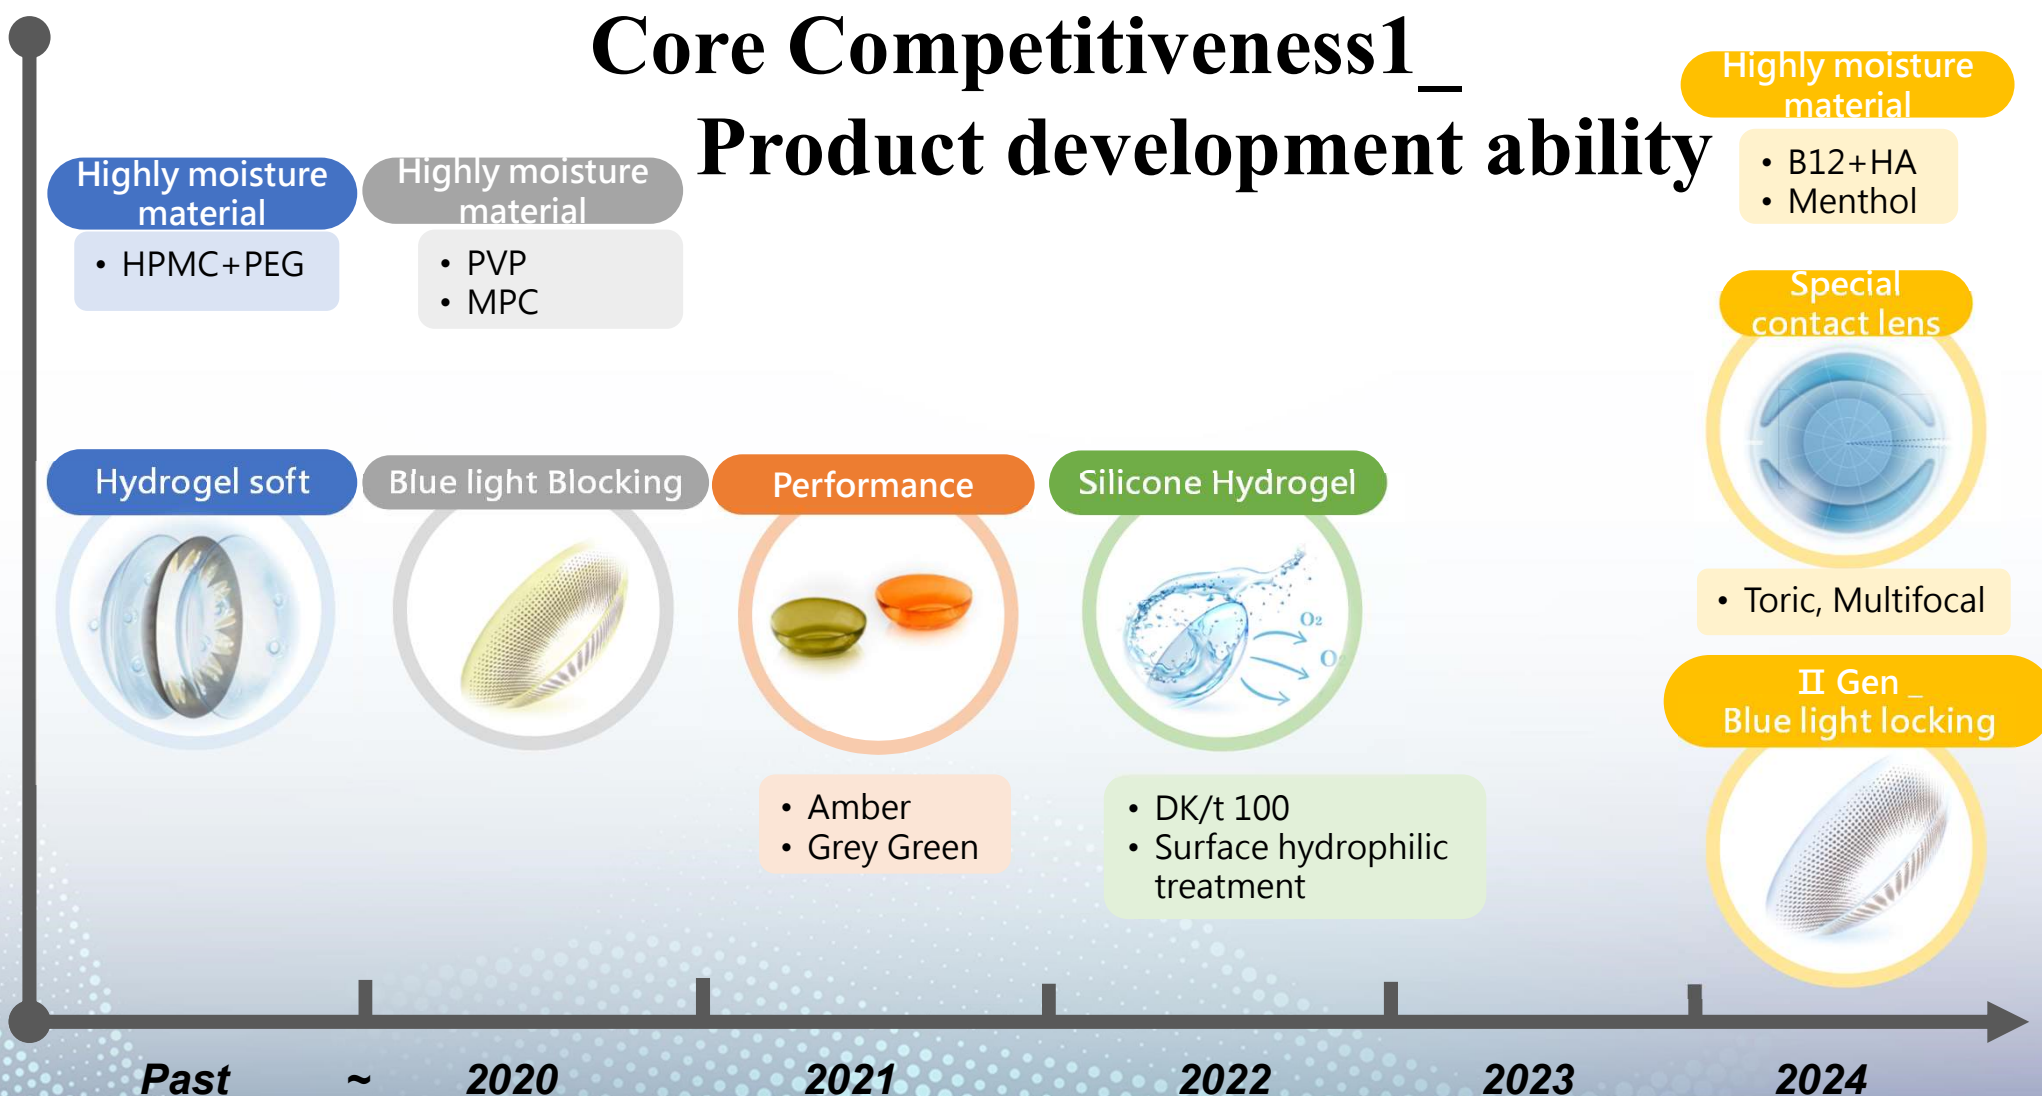 Core Competitiveness1_
Product development ability
Highly moisture
material
• HPMC+PEG
Highly moisture
material
• PVP
• MPC
Highly moisture
material
• B12+HA
• Menthol
Special
contact lens
• Toric, Multifocal
Hydrogel soft
Blue light Blocking
Performance
• Amber
• Grey Green
Silicone Hydrogel
O₂
O₂
• DK/t 100
• Surface hydrophilic
treatment
Ⅱ Gen _
Blue light locking
Past ~ 2020 2021 2022 2023 2024